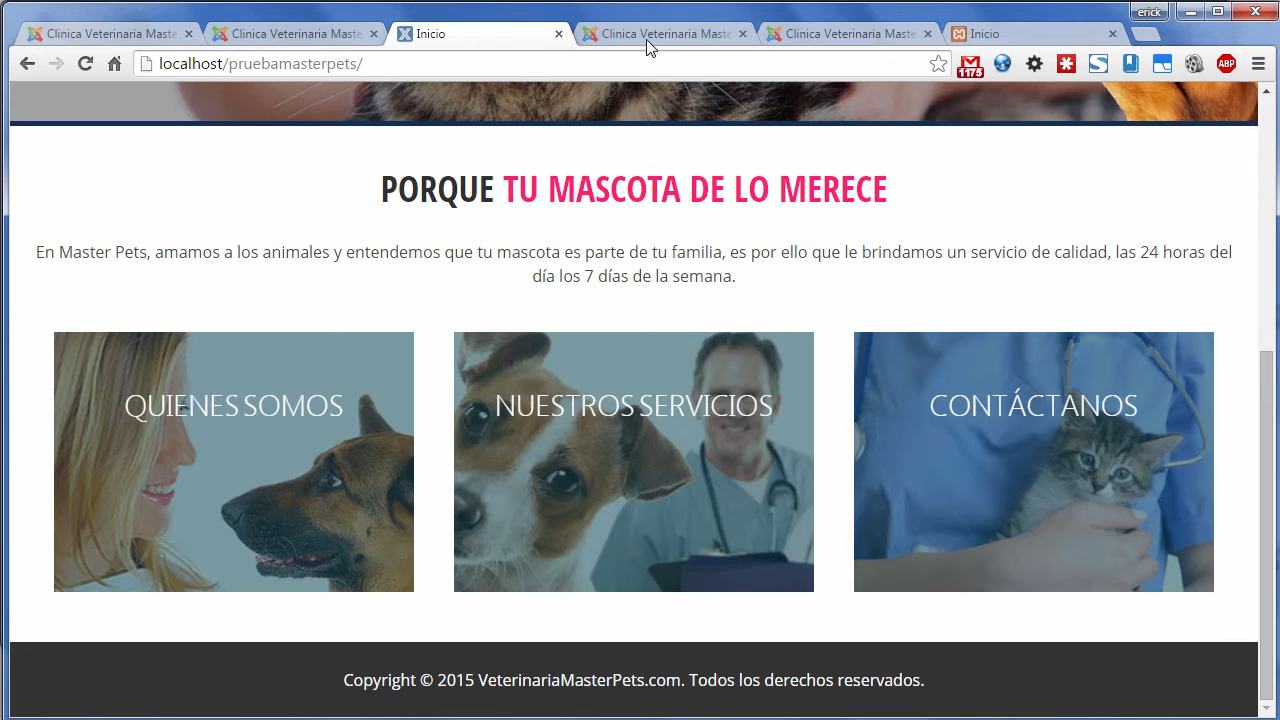 erick
Clinica Veterinaria Maste
Clinica Veterinaria Maste
Inicio
Clinica Veterinaria Maste
Clinica Veterinaria Maste
Inicio
localhost/pruebamasterpets/
1175
ABP
PORQUE TU MASCOTA DE LO MERECE
En Master Pets, amamos a los animales y entendemos que tu mascota es parte de tu familia, es por ello que le brindamos un servicio de calidad, las 24 horas del
día los 7 días de la semana.
QUIENES SOMOS
NUESTROS SERVICIOS
CONTÁCTANOS
Copyright © 2015 VeterinariaMasterPets.com. Todos los derechos reservados.